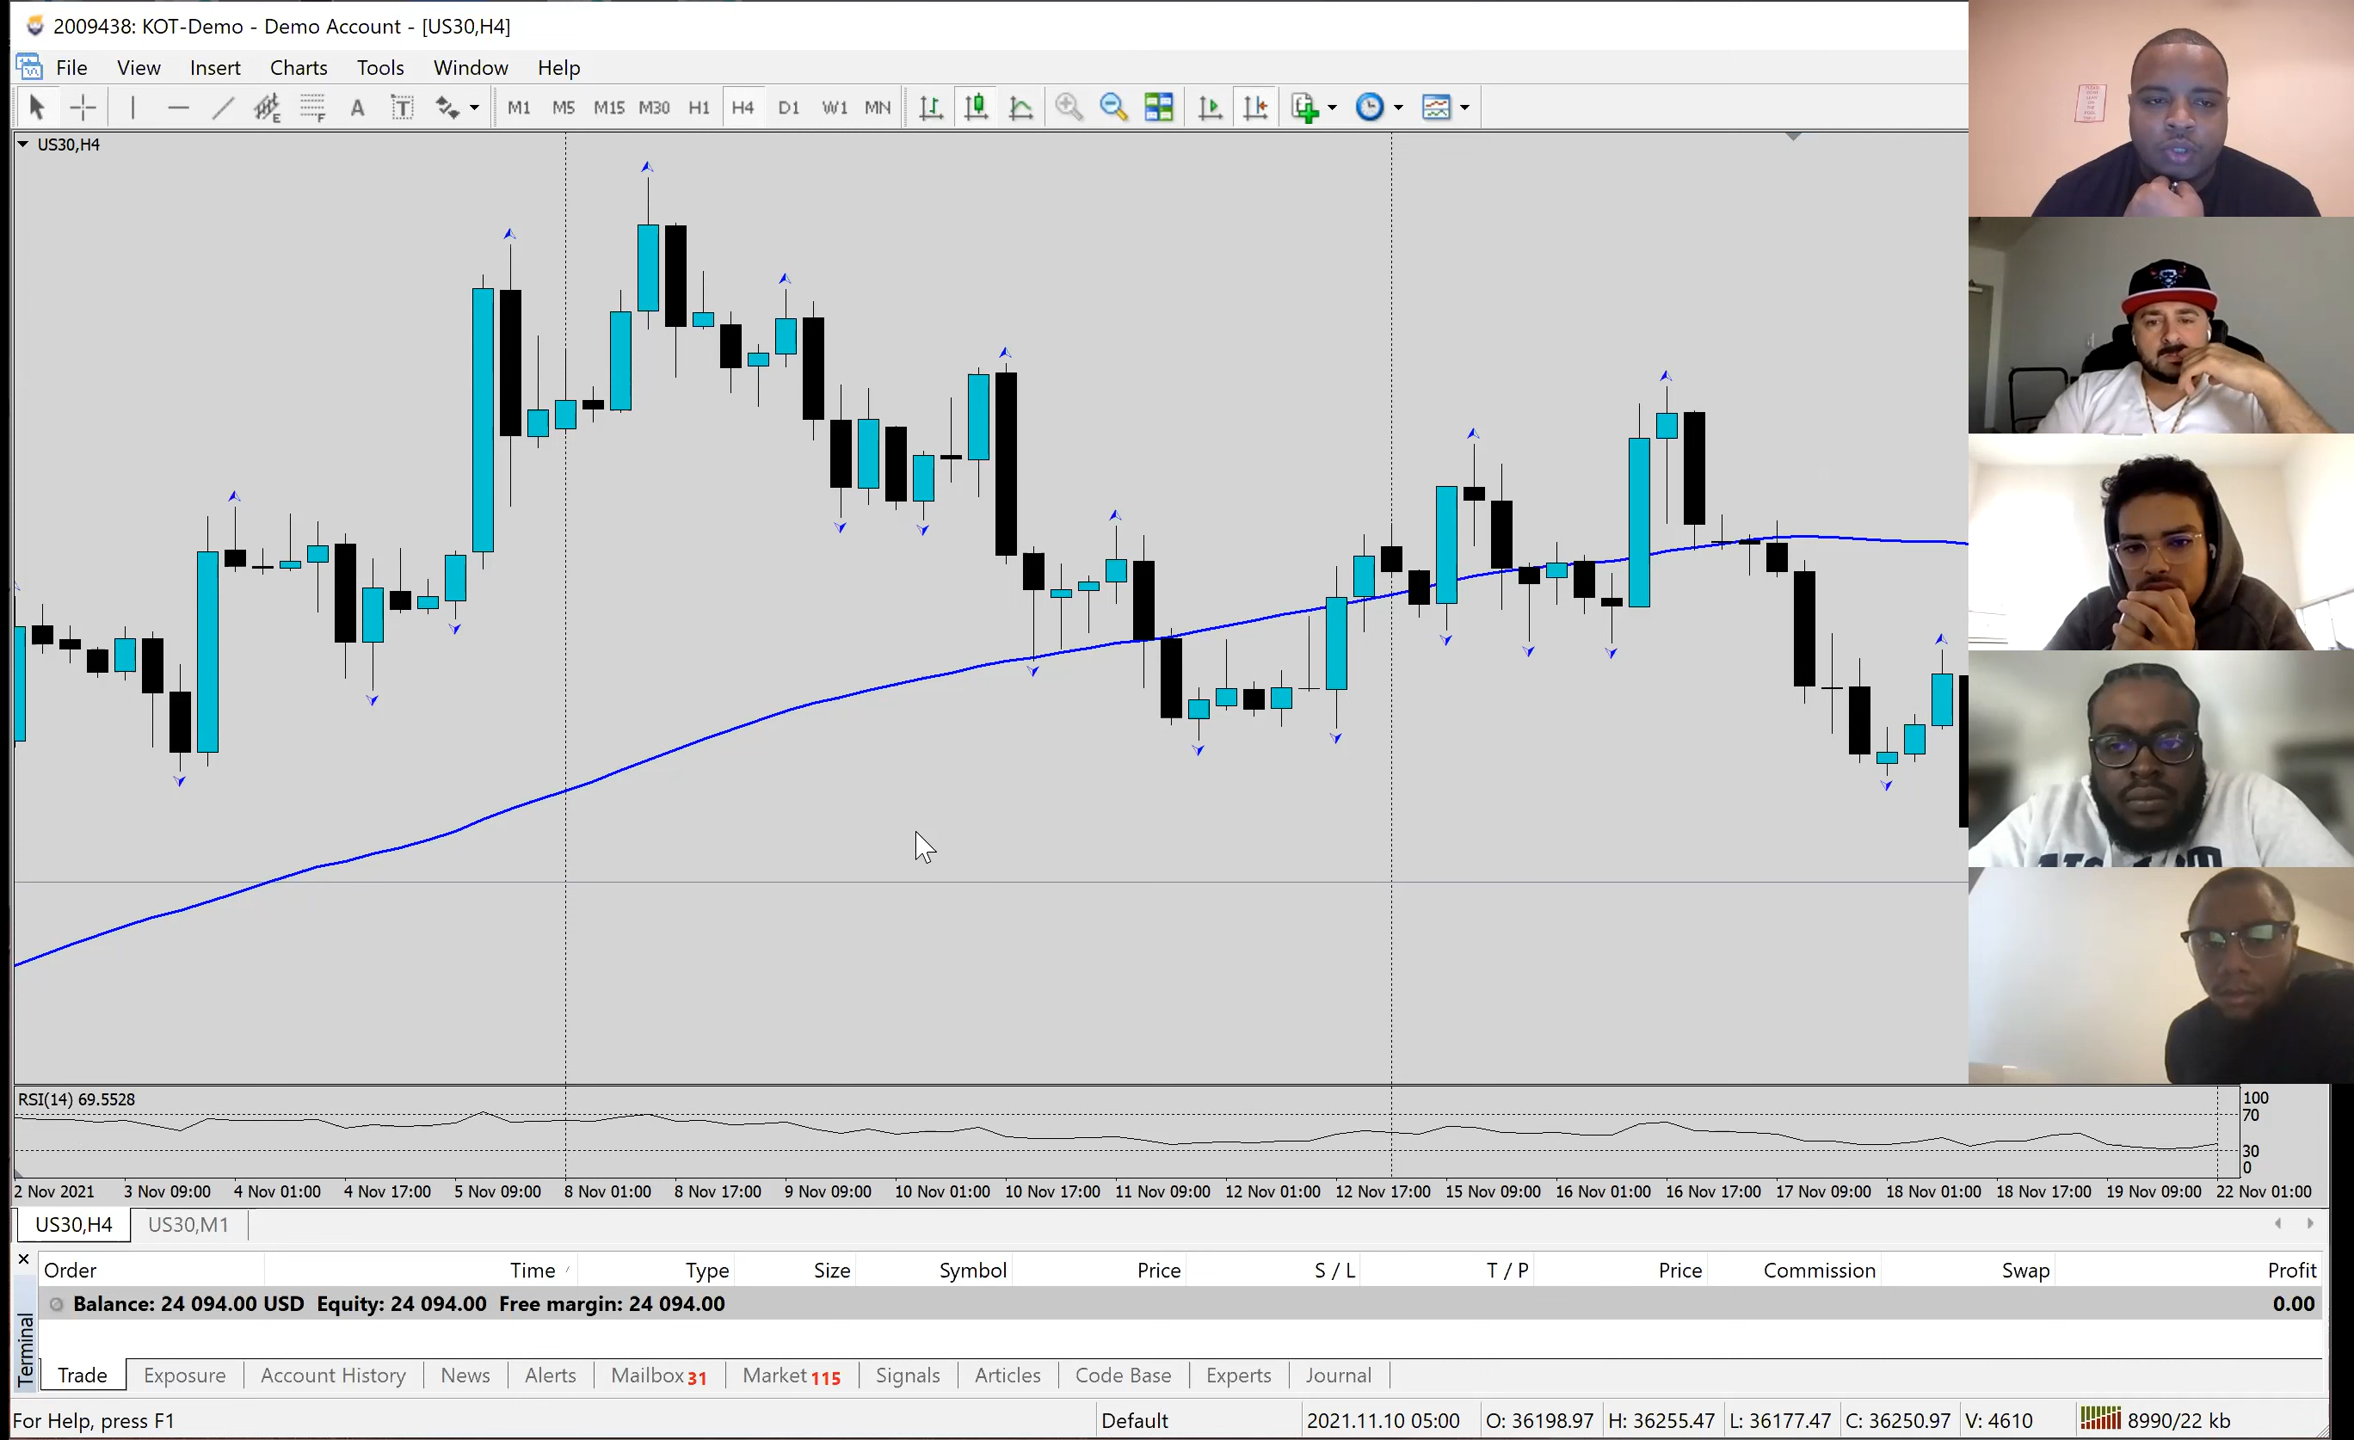 2009438: KOT-Demo - Demo Account - [US30,H4]
File View Insert Charts Tools Window Help
A T M1 M5 M15 M30 H1 H4 D1 W1 MN
US30,H4
RSI(14) 69.5528
100
70
30
0
2 Nov 2021 3 Nov 09:00 4 Nov 01:00 4 Nov 17:00 5 Nov 09:00 8 Nov 01:00 8 Nov 17:00 9 Nov 09:00 10 Nov 01:00 10 Nov 17:00 11 Nov 09:00 12 Nov 01:00 12 Nov 17:00 15 Nov 09:00 16 Nov 01:00 16 Nov 17:00 17 Nov 09:00 18 Nov 01:00 18 Nov 17:00 19 Nov 09:00 22 Nov 01:00
US30,H4 US30,M1
Order Time Type Size Symbol Price S / L T / P Price Commission Swap Profit
Balance: 24 094.00 USD Equity: 24 094.00 Free margin: 24 094.00 0.00
Terminal
Trade Exposure Account History News Alerts Mailbox 31 Market 115 Signals Articles Code Base Experts Journal
For Help, press F1 Default 2021.11.10 05:00 O: 36198.97 H: 36255.47 L: 36177.47 C: 36250.97 V: 4610 8990/22 kb